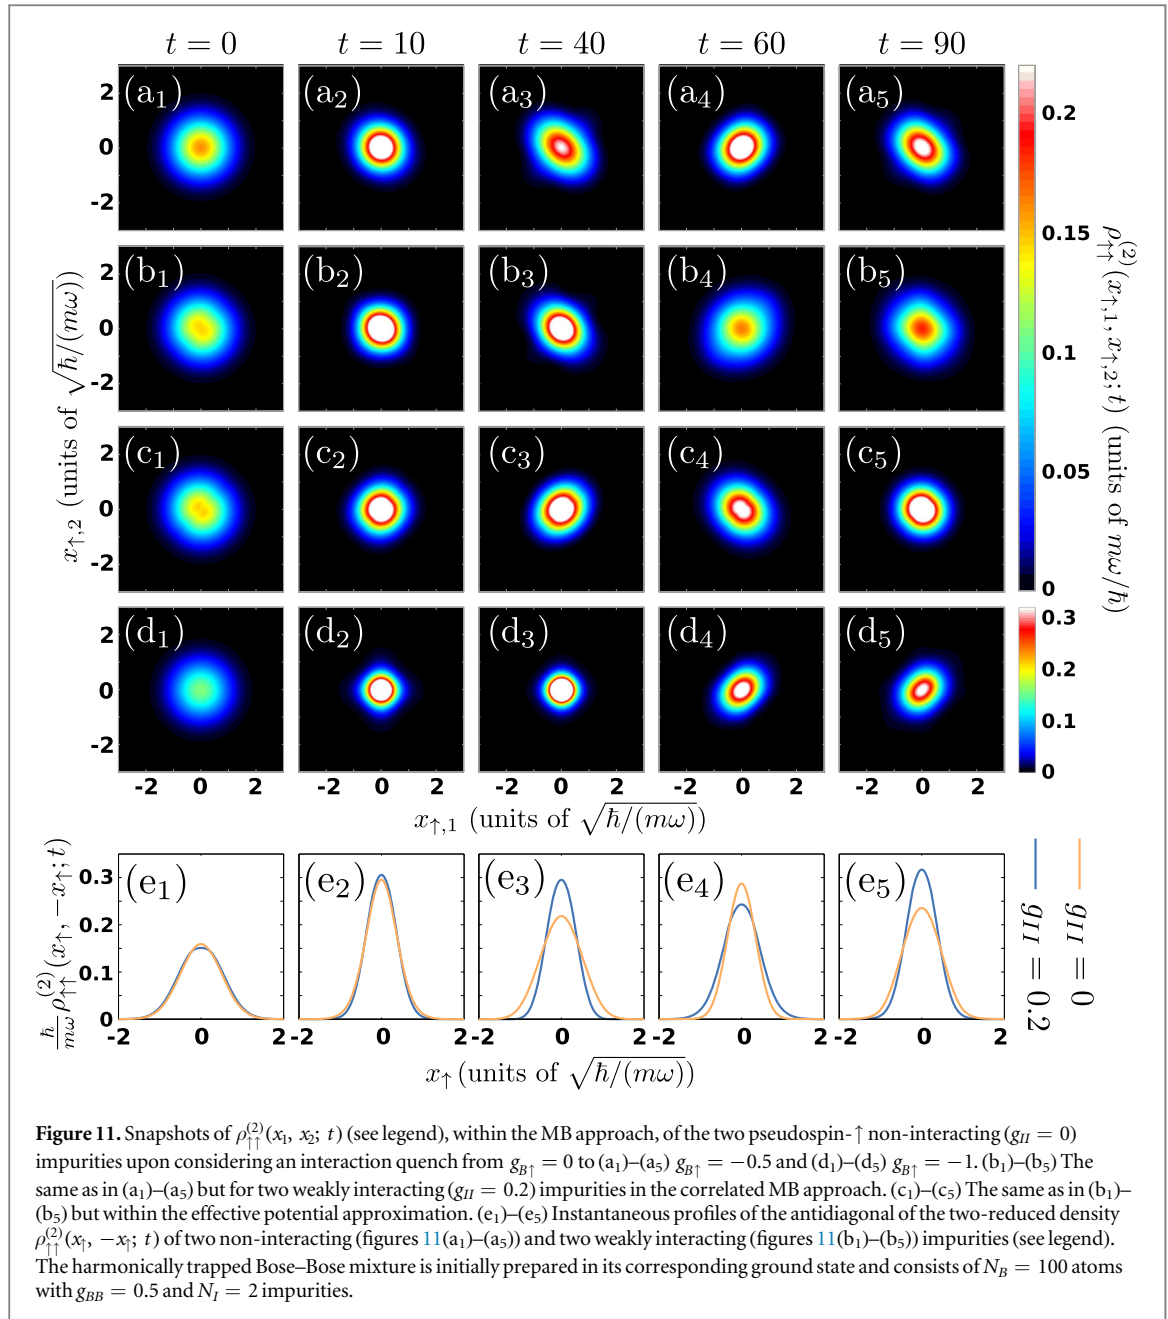 t = 0 t = 10 t = 40 t = 60 t = 90
(a₁) (a₂) (a₃) (a₄) (a₅)
2
0
-2
(b₁) (b₂) (b₃) (b₄) (b₅)
2
0
-2
(c₁) (c₂) (c₃) (c₄) (c₅)
2
0
-2
(d₁) (d₂) (d₃) (d₄) (d₅)
2
0
-2
-2 0 2 -2 0 2 -2 0 2 -2 0 2 -2 0 2
x↑,₂ (units of √ħ/(mω))
x↑,₁ (units of √ħ/(mω))
0.2
0.15
0.1
0.05
0
0.3
0.2
0.1
0
ρ↑↑⁽²⁾(x↑,₁, x↑,₂; t) (units of mω/ħ)
(e₁) (e₂) (e₃) (e₄) (e₅)
0.3
0.2
0.1
0
-2 0 2 -2 0 2 -2 0 2 -2 0 2 -2 0 2
ħ/mω ρ↑↑⁽²⁾(x↑, −x↑; t)
x↑ (units of √ħ/(mω))
g_II = 0
g_II = 0.2
Figure 11. Snapshots of ρ↑↑⁽²⁾(x₁, x₂; t) (see legend), within the MB approach, of the two pseudospin-↑ non-interacting (g_II = 0)
impurities upon considering an interaction quench from g_B↑ = 0 to (a₁)–(a₅) g_B↑ = −0.5 and (d₁)–(d₅) g_B↑ = −1. (b₁)–(b₅) The
same as in (a₁)–(a₅) but for two weakly interacting (g_II = 0.2) impurities in the correlated MB approach. (c₁)–(c₅) The same as in (b₁)–
(b₅) but within the effective potential approximation. (e₁)–(e₅) Instantaneous profiles of the antidiagonal of the two-reduced density
ρ↑↑⁽²⁾(x↑, −x↑; t) of two non-interacting (figures 11(a₁)–(a₅)) and two weakly interacting (figures 11(b₁)–(b₅)) impurities (see legend).
The harmonically trapped Bose–Bose mixture is initially prepared in its corresponding ground state and consists of N_B = 100 atoms
with g_BB = 0.5 and N_I = 2 impurities.